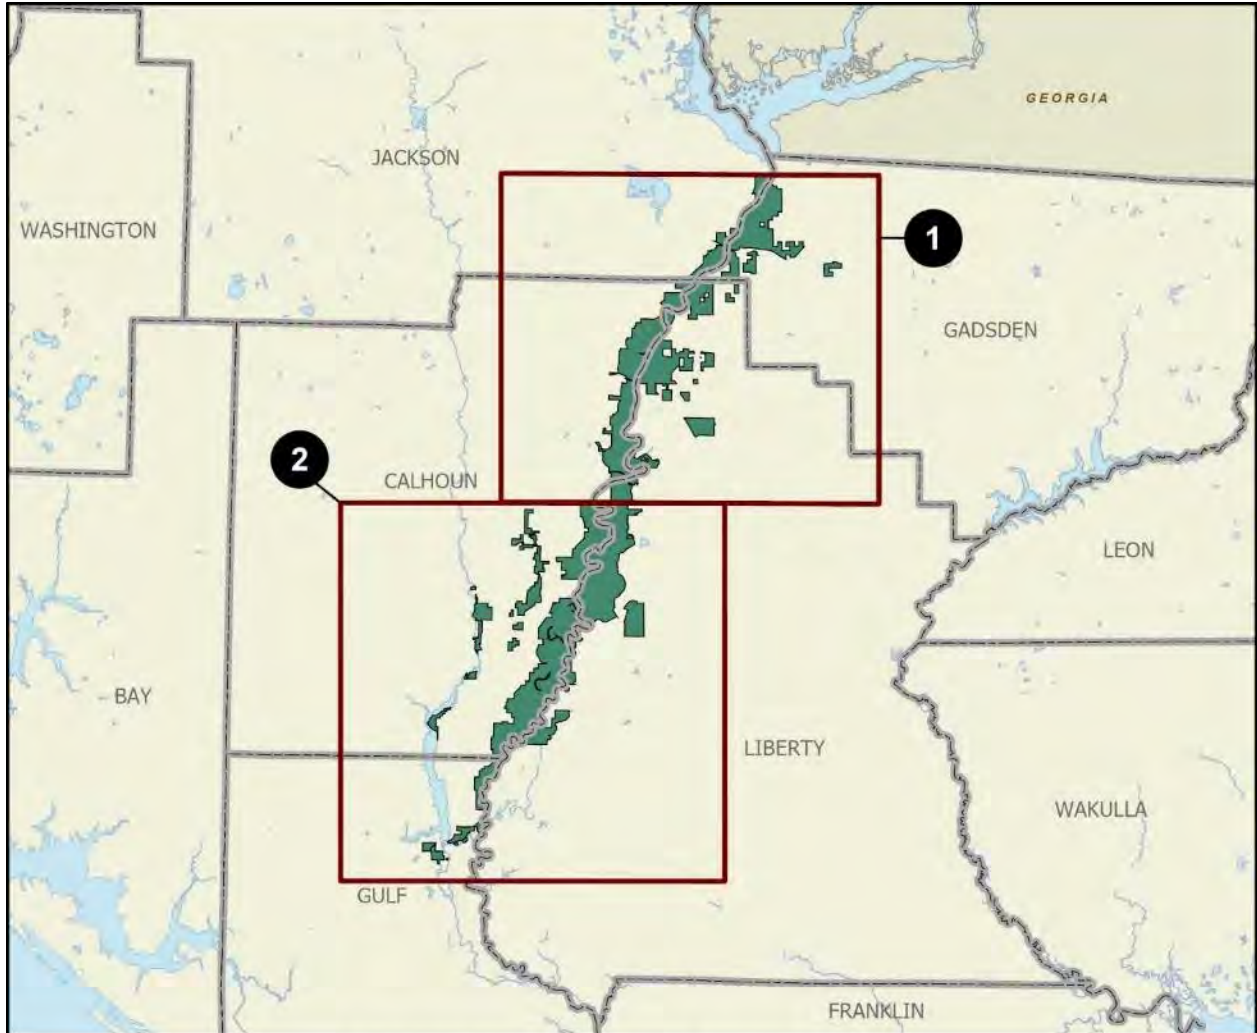 GEORGIA
JACKSON
WASHINGTON
1
GADSDEN
2
CALHOUN
LEON
BAY
LIBERTY
WAKULLA
GULF
FRANKLIN